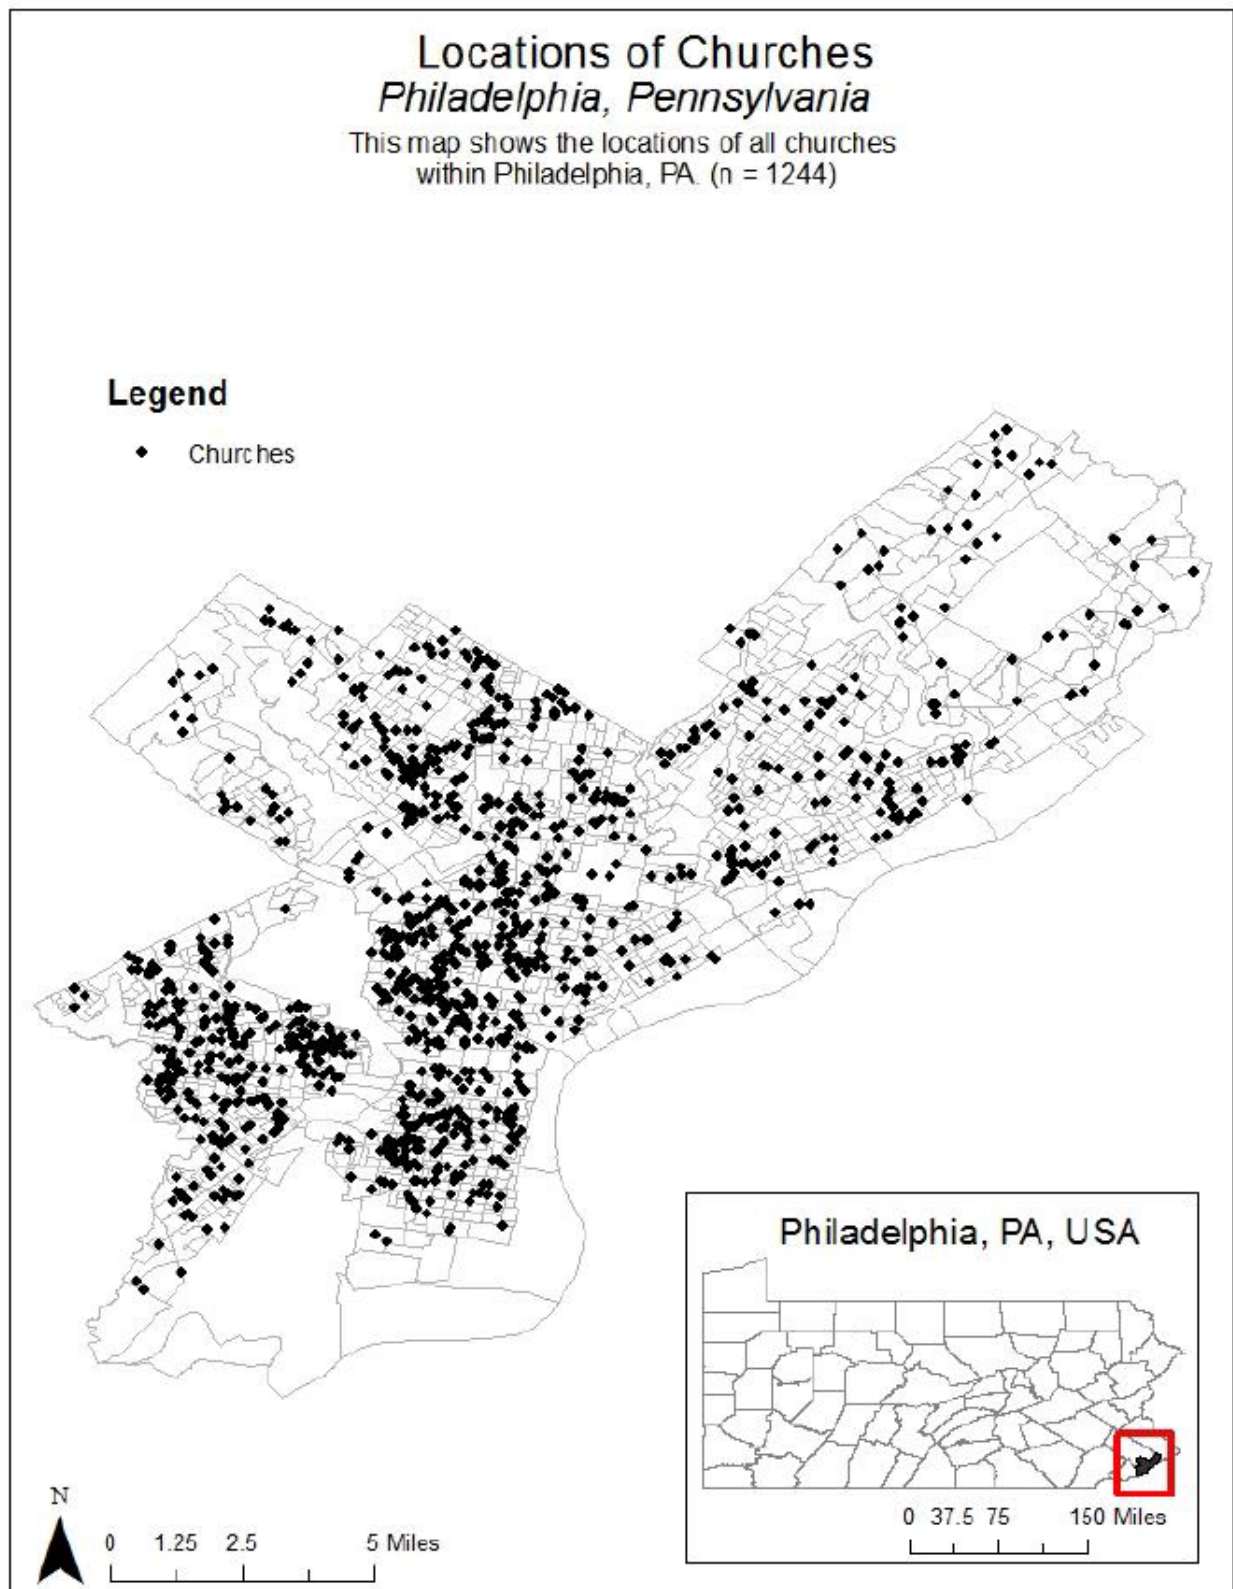 Locations of Churches
Philadelphia, Pennsylvania
This map shows the locations of all churches
within Philadelphia, PA. (n = 1244)
Legend
Churches
Philadelphia, PA, USA
0 37.5 75 150 Miles
N
0 1.25 2.5 5 Miles